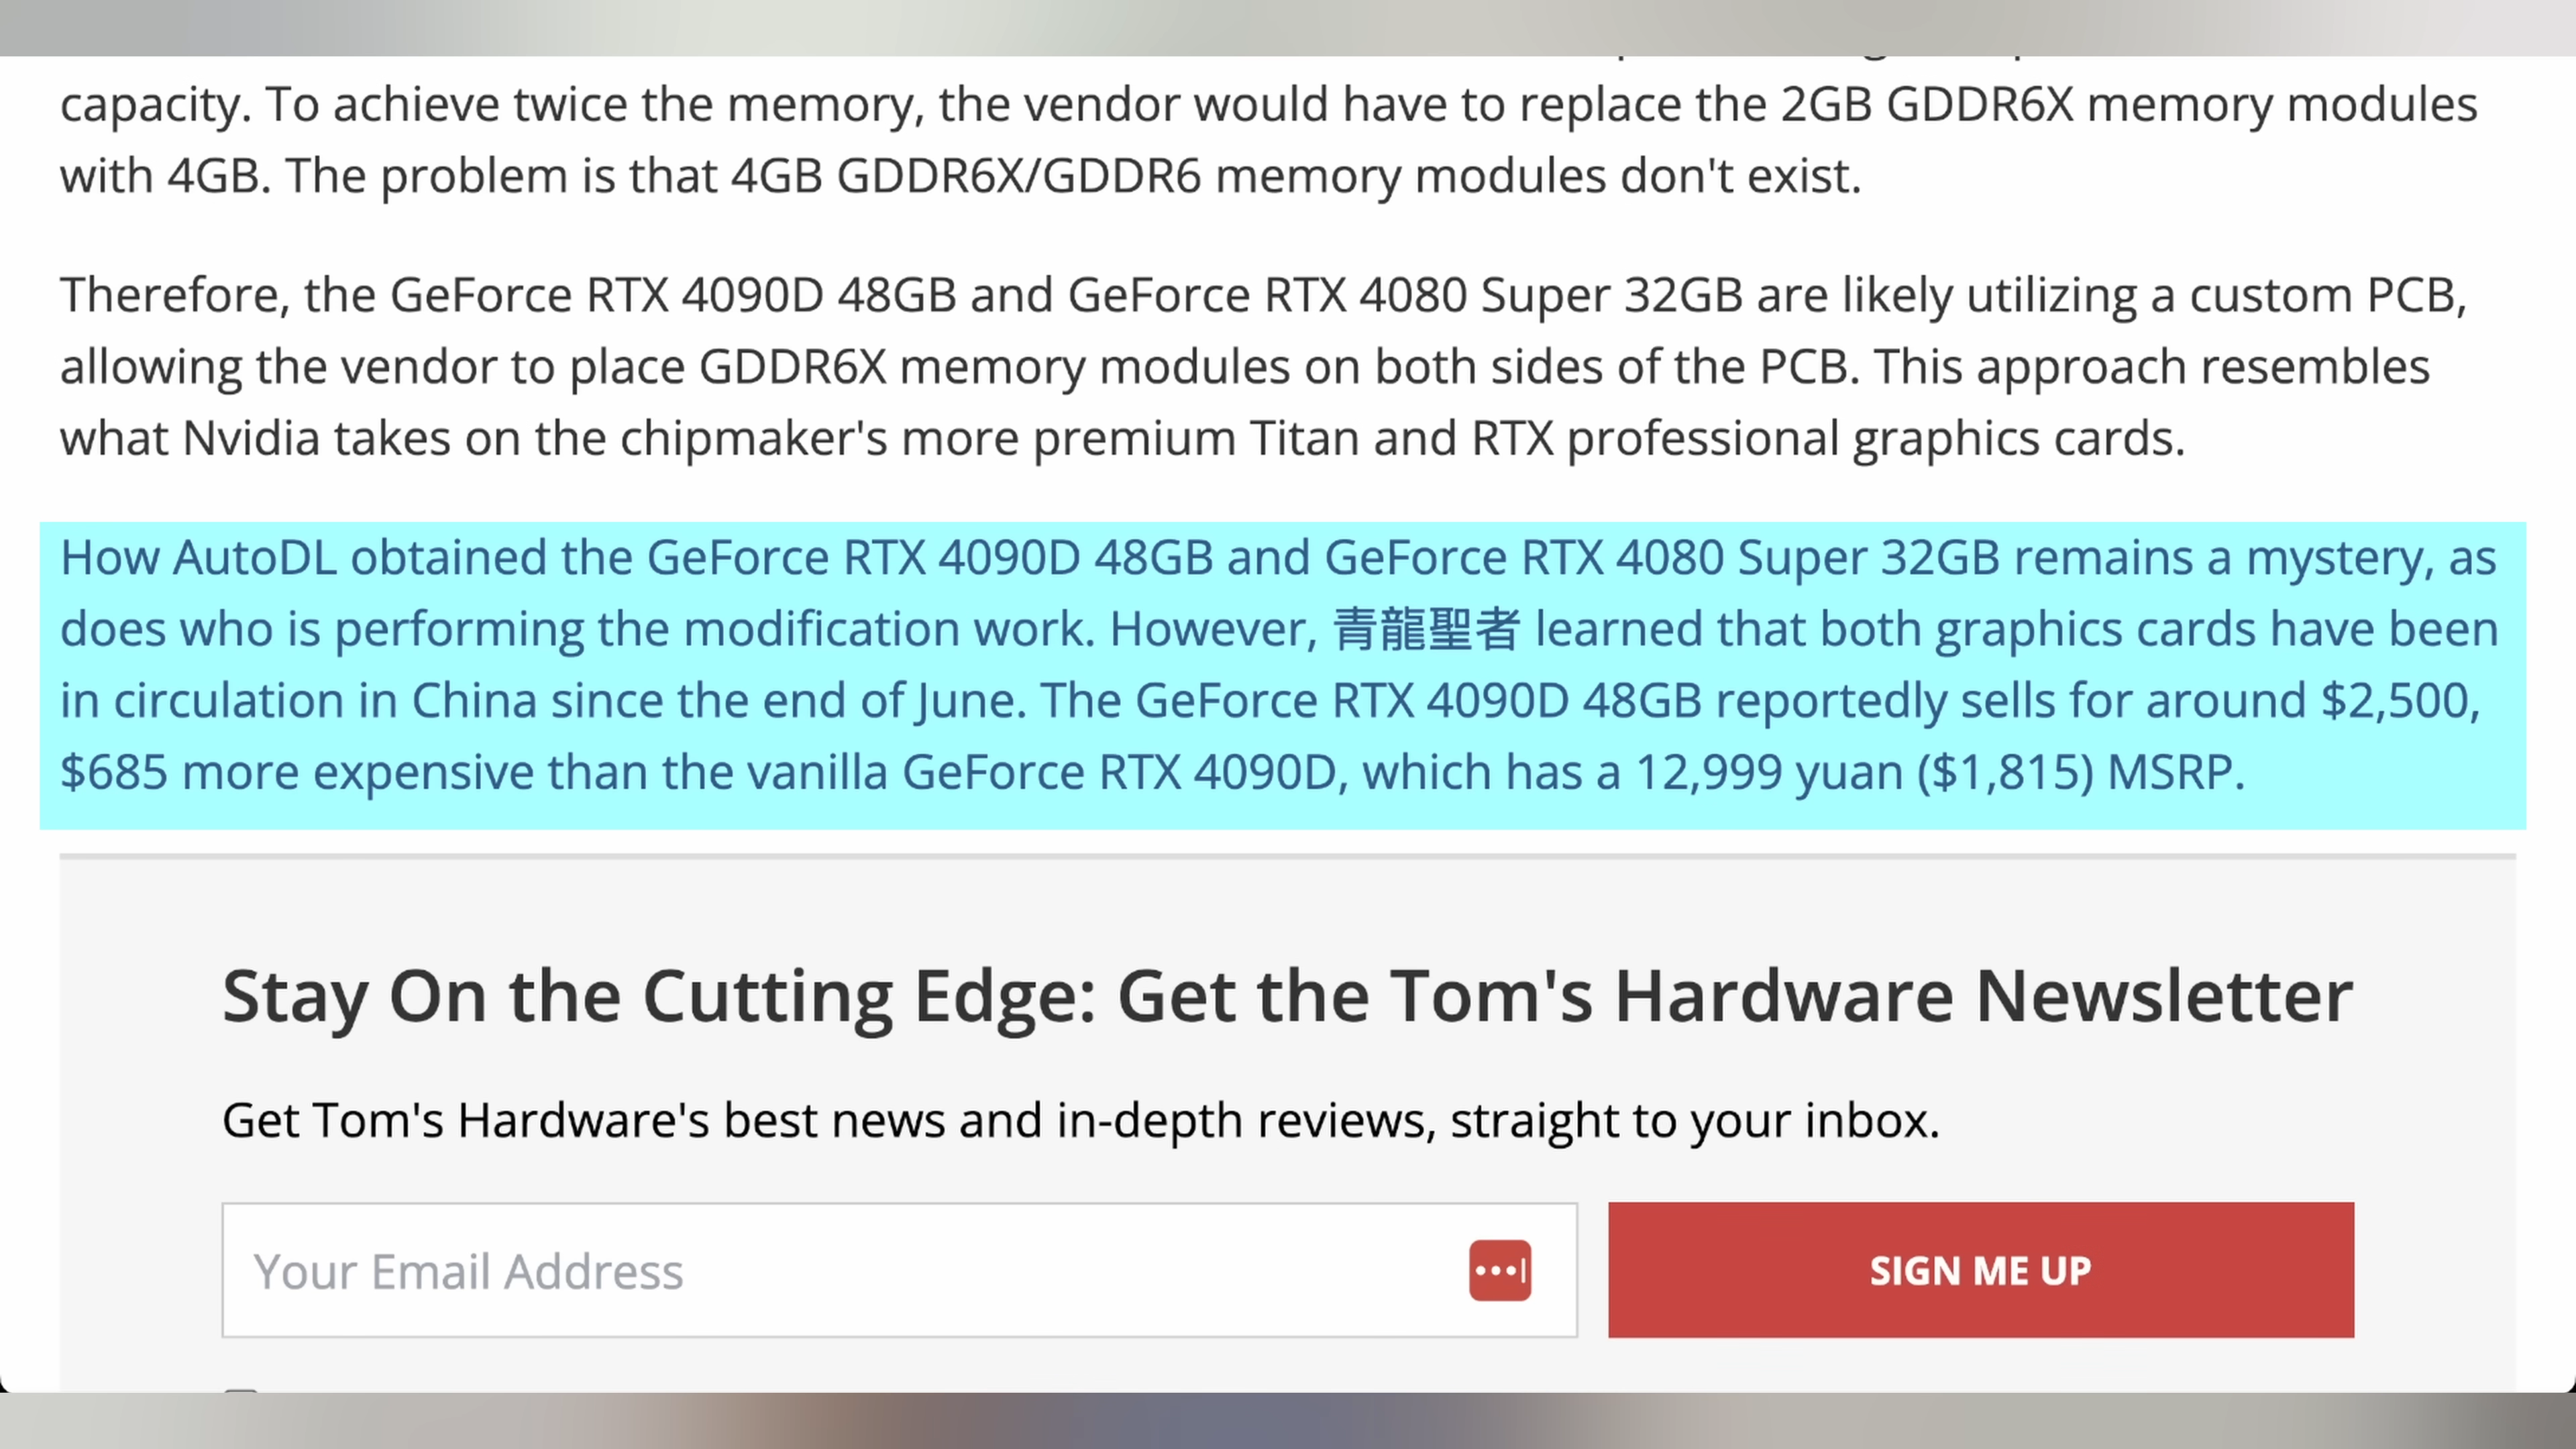 capacity. To achieve twice the memory, the vendor would have to replace the 2GB GDDR6X memory modules
with 4GB. The problem is that 4GB GDDR6X/GDDR6 memory modules don't exist.
Therefore, the GeForce RTX 4090D 48GB and GeForce RTX 4080 Super 32GB are likely utilizing a custom PCB,
allowing the vendor to place GDDR6X memory modules on both sides of the PCB. This approach resembles
what Nvidia takes on the chipmaker's more premium Titan and RTX professional graphics cards.
How AutoDL obtained the GeForce RTX 4090D 48GB and GeForce RTX 4080 Super 32GB remains a mystery, as
does who is performing the modification work. However, 青龍聖者 learned that both graphics cards have been
in circulation in China since the end of June. The GeForce RTX 4090D 48GB reportedly sells for around $2,500,
$685 more expensive than the vanilla GeForce RTX 4090D, which has a 12,999 yuan ($1,815) MSRP.
Stay On the Cutting Edge: Get the Tom's Hardware Newsletter
Get Tom's Hardware's best news and in-depth reviews, straight to your inbox.
Your Email Address
SIGN ME UP